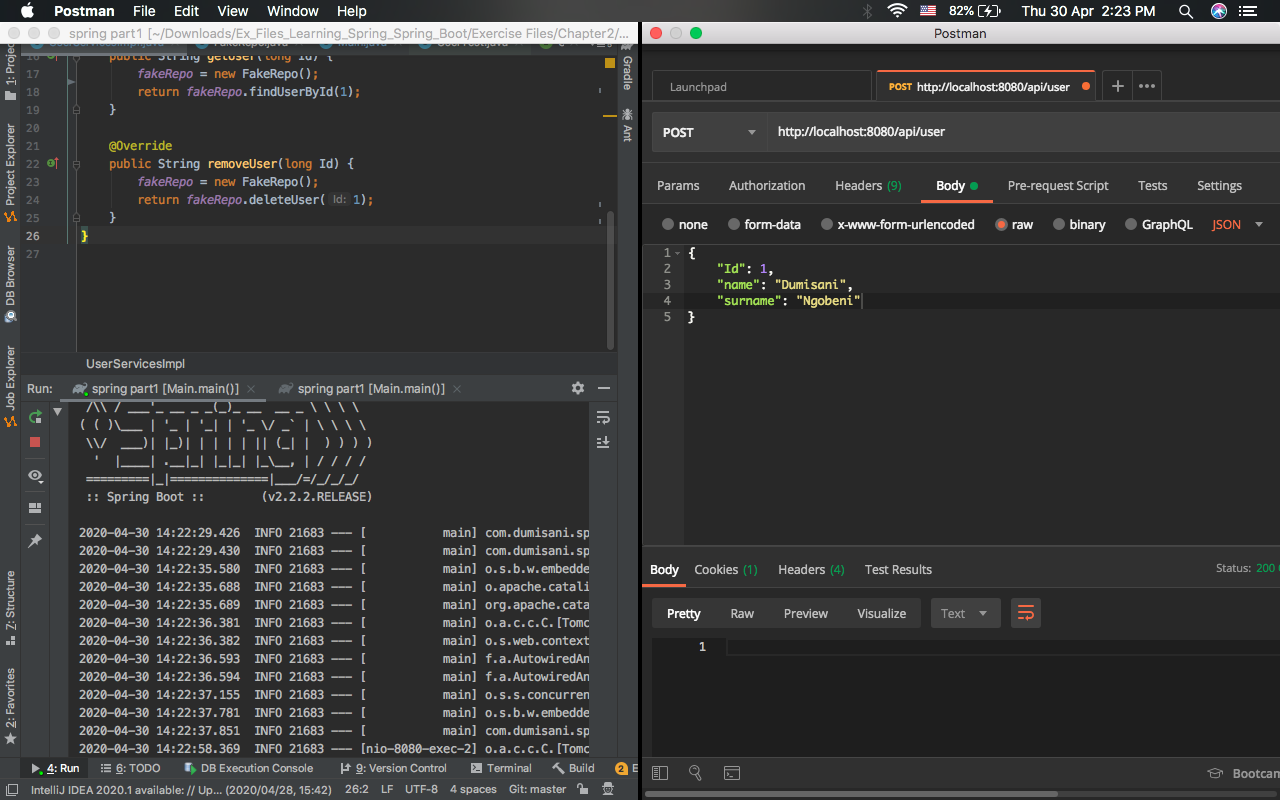 Postman File Edit View Window Help 82% Thu 30 Apr 2:23 PM
spring part1 [~/Downloads/Ex_Files_Learning_Spring_Spring_Boot/Exercise Files/Chapter2/...
1: Project
Project Explorer
DB Browser
Job Explorer
Z: Structure
2: Favorites
Gradle
Ant
16 public String getUser(long Id) {
17 fakeRepo = new FakeRepo();
18 return fakeRepo.findUserById(1);
19 }
20
21 @Override
22 public String removeUser(long Id) {
23 fakeRepo = new FakeRepo();
24 return fakeRepo.deleteUser( Id: 1);
25 }
26 }
27
UserServicesImpl
Run: spring part1 [Main.main()] × spring part1 [Main.main()] ×
/\\ / ___'_ __ _ _(_)_ __ __ _ \ \ \ \
( ( )\___ | '_ | '_| | '_ \/ _` | \ \ \ \
\\/ ___)| |_)| | | | | || (_| | ) ) ) )
' |____| .__|_| |_|_| |_\__, | / / / /
=========|_|==============|___/=/_/_/_/
:: Spring Boot :: (v2.2.2.RELEASE)
2020-04-30 14:22:29.426 INFO 21683 --- [ main] com.dumisani.sp
2020-04-30 14:22:29.430 INFO 21683 --- [ main] com.dumisani.sp
2020-04-30 14:22:35.580 INFO 21683 --- [ main] o.s.b.w.embedde
2020-04-30 14:22:35.688 INFO 21683 --- [ main] o.apache.catali
2020-04-30 14:22:35.689 INFO 21683 --- [ main] org.apache.cata
2020-04-30 14:22:36.381 INFO 21683 --- [ main] o.a.c.c.C.[Tomc
2020-04-30 14:22:36.382 INFO 21683 --- [ main] o.s.web.context
2020-04-30 14:22:36.593 INFO 21683 --- [ main] f.a.AutowiredAn
2020-04-30 14:22:36.594 INFO 21683 --- [ main] f.a.AutowiredAn
2020-04-30 14:22:37.155 INFO 21683 --- [ main] o.s.s.concurren
2020-04-30 14:22:37.781 INFO 21683 --- [ main] o.s.b.w.embedde
2020-04-30 14:22:37.851 INFO 21683 --- [ main] com.dumisani.sp
2020-04-30 14:22:58.369 INFO 21683 --- [nio-8080-exec-2] o.a.c.c.C.[Tomc
4: Run 6: TODO DB Execution Console 9: Version Control Terminal Build 2 E
IntelliJ IDEA 2020.1 available: // Up... (2020/04/28, 15:42) 26:2 LF UTF-8 4 spaces Git: master
Postman
Launchpad POST http://localhost:8080/api/user + •••
POST http://localhost:8080/api/user
Params Authorization Headers (9) Body Pre-request Script Tests Settings
none form-data x-www-form-urlencoded raw binary GraphQL JSON
1 {
2 "Id": 1,
3 "name": "Dumisani",
4 "surname": "Ngobeni"
5 }
Body Cookies (1) Headers (4) Test Results Status: 200
Pretty Raw Preview Visualize Text
1
Bootcam